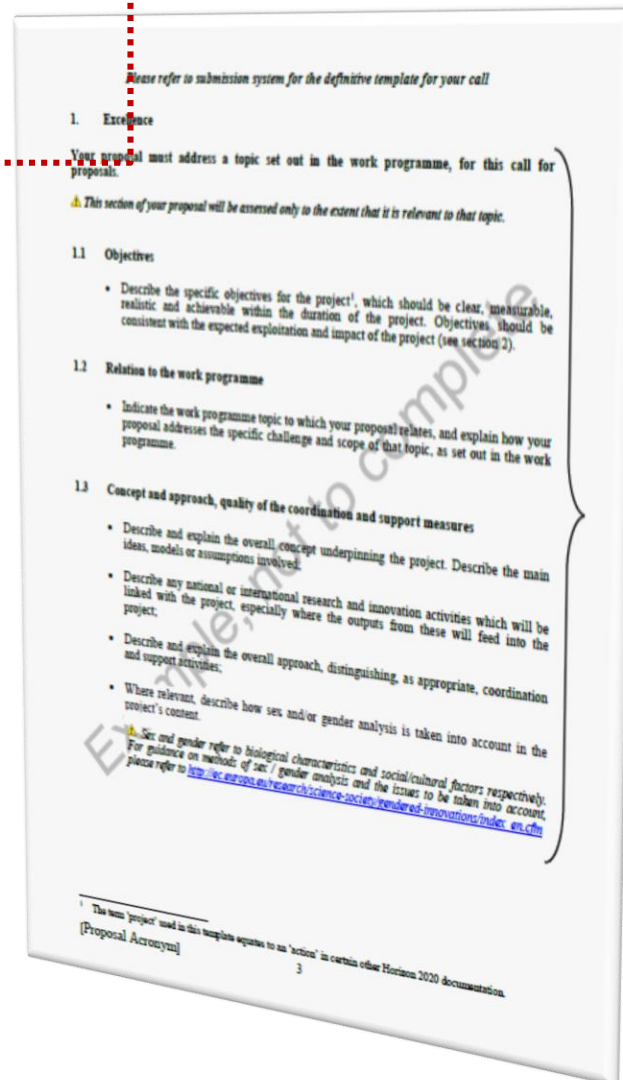 Please refer to submission system for the definitive template for your call
1. Excellence
Your proposal must address a topic set out in the work programme, for this call for
proposals.
This section of your proposal will be assessed only to the extent that it is relevant to that topic.
1.1 Objectives
• Describe the specific objectives for the project¹, which should be clear, measurable,
realistic and achievable within the duration of the project. Objectives should be
consistent with the expected exploitation and impact of the project (see section 2).
1.2 Relation to the work programme
• Indicate the work programme topic to which your proposal relates, and explain how your
proposal addresses the specific challenge and scope of that topic, as set out in the work
programme.
1.3 Concept and approach, quality of the coordination and support measures
• Describe and explain the overall concept underpinning the project. Describe the main
ideas, models or assumptions involved;
• Describe any national or international research and innovation activities which will be
linked with the project, especially where the outputs from these will feed into the
project;
• Describe and explain the overall approach, distinguishing, as appropriate, coordination
and support activities;
• Where relevant, describe how sex and/or gender analysis is taken into account in the
project's content.
Sex and gender refer to biological characteristics and social/cultural factors respectively.
For guidance on methods of sex / gender analysis and the issues to be taken into account,
please refer to http://ec.europa.eu/research/science-society/gendered-innovations/index_en.cfm
Example, not to complete
¹ The term 'project' used in this template equates to an 'action' in certain other Horizon 2020 documentation.
[Proposal Acronym]
3